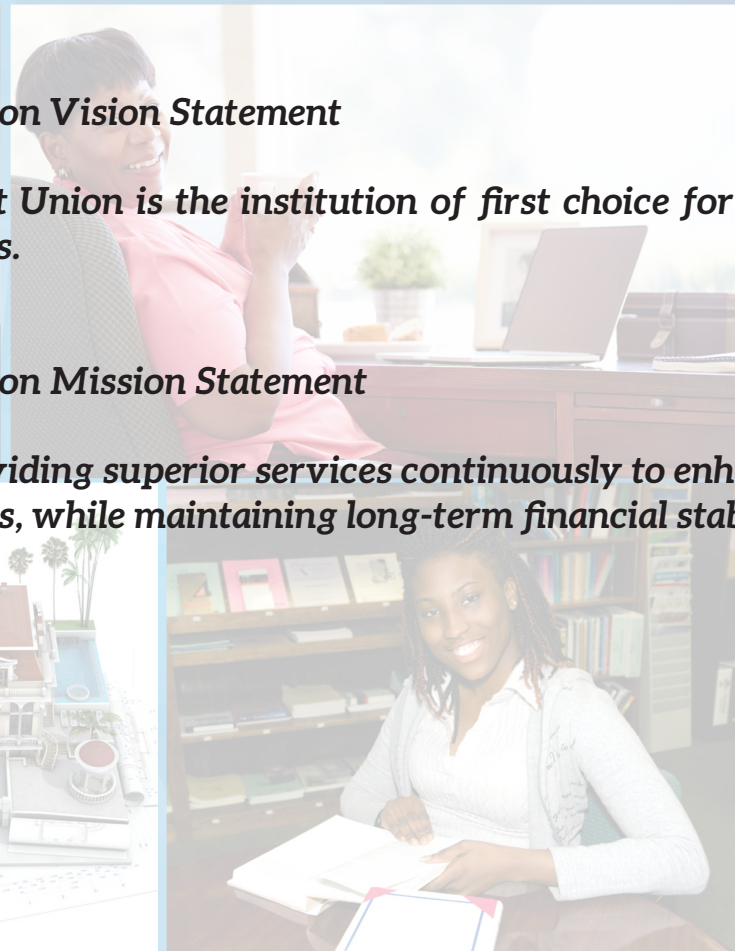 on Vision Statement
t Union is the institution of first choice for
s.
on Mission Statement
viding superior services continuously to enh
s, while maintaining long-term financial stab